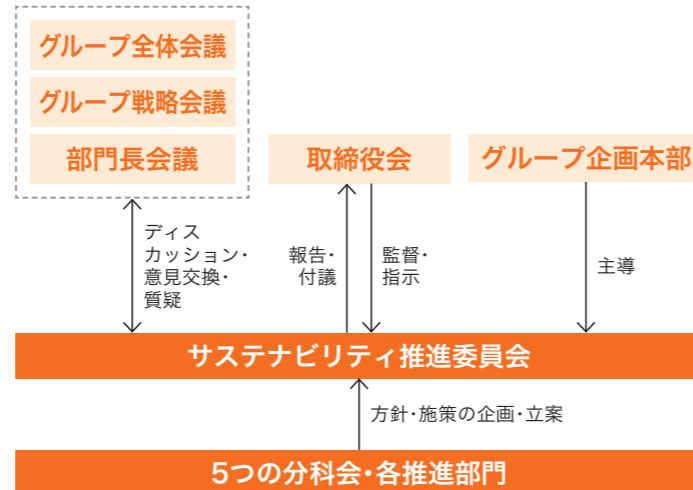 グループ全体会議
グループ戦略会議
部門長会議
取締役会
グループ企画本部
ディス
カッション・
意見交換・
質疑
報告・
付議
監督・
指示
主導
サステナビリティ推進委員会
方針・施策の企画・立案
5つの分科会・各推進部門